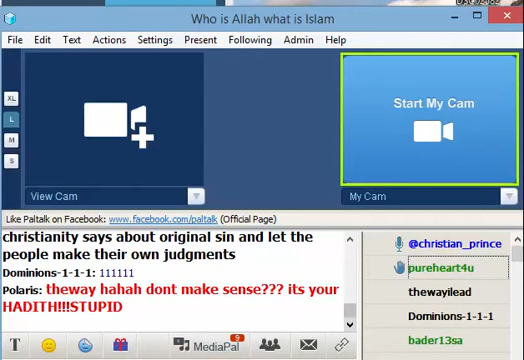 Who is Allah what is Islam
File Edit Text Actions Settings Present Following Admin Help
XL
L
M
S
Start My Cam
View Cam
My Cam
Like Paltalk on Facebook: www.facebook.com/paltalk (Official Page)
christianity says about original sin and let the
people make their own judgments
Dominions-1-1-1: 111111
Polaris: theway hahah dont make sense??? its your
HADITH!!!STUPID
@christian_prince
pureheart4u
thewayilead
Dominions-1-1-1
bader13sa
T
MediaPal
9